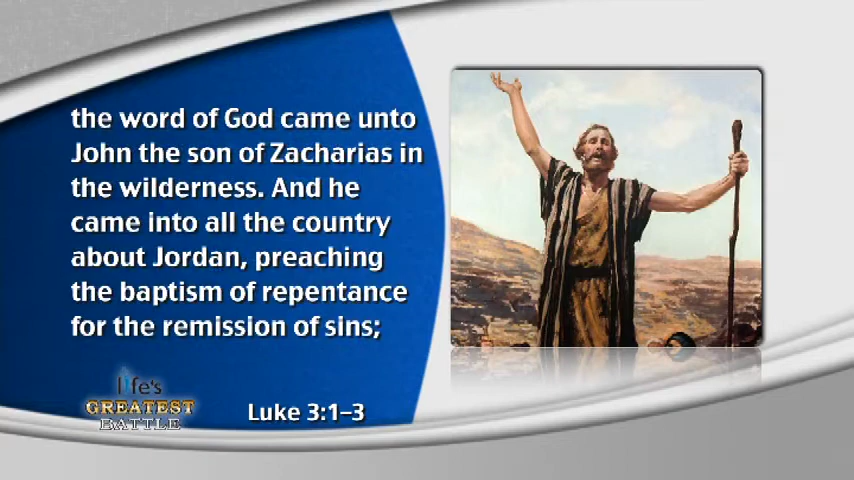 the word of God came unto
John the son of Zacharias in
the wilderness. And he
came into all the country
about Jordan, preaching
the baptism of repentance
for the remission of sins;
life's
GREATEST
BATTLE
Luke 3:1–3